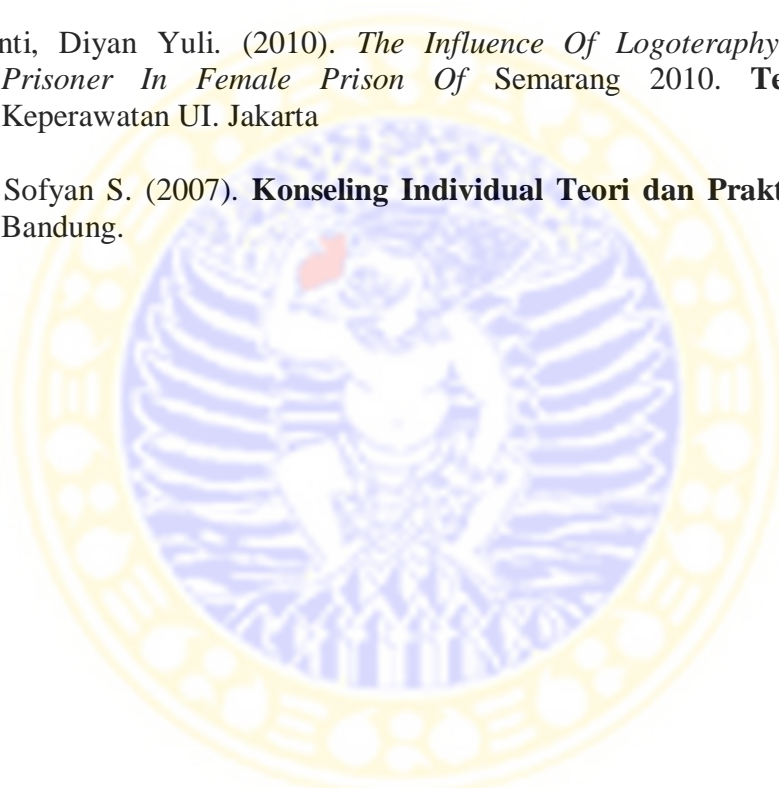 nti, Diyan Yuli. (2010). The Influence Of Logoteraphy
Prisoner In Female Prison Of Semarang 2010. Te
Keperawatan UI. Jakarta
Sofyan S. (2007). Konseling Individual Teori dan Prakt
Bandung.